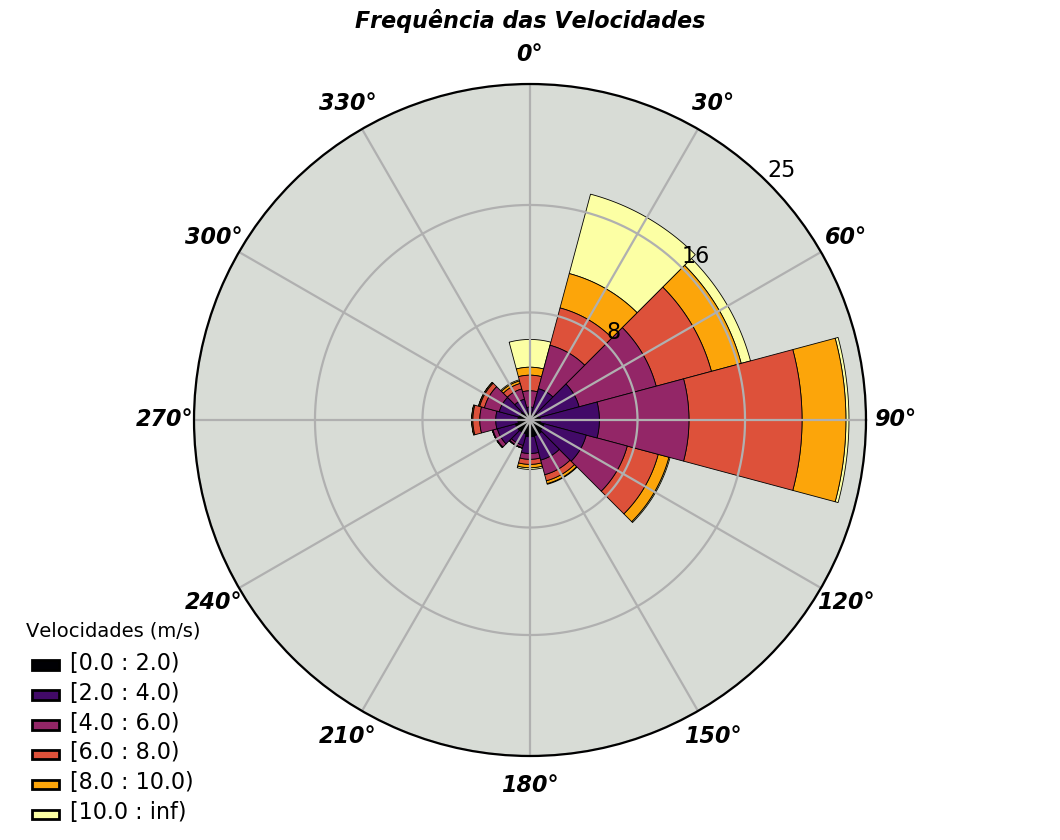 Frequência das Velocidades
0°
330°
30°
25
300°
60°
16
8
270°
90°
240°
120°
210°
150°
180°
Velocidades (m/s)
[0.0 : 2.0)
[2.0 : 4.0)
[4.0 : 6.0)
[6.0 : 8.0)
[8.0 : 10.0)
[10.0 : inf)